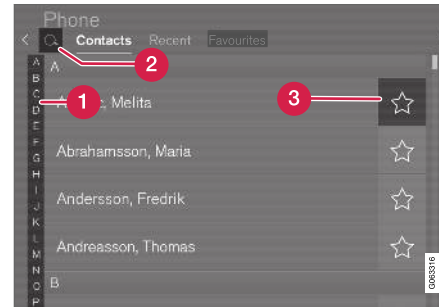 Phone
Contacts Recent Favourites
A
B
C
D
E
F
G
H
I
J
K
L
M
N
O
P
A
Melita
Abrahamsson, Maria
Andersson, Fredrik
Andreasson, Thomas
B
1
2
3
G063316